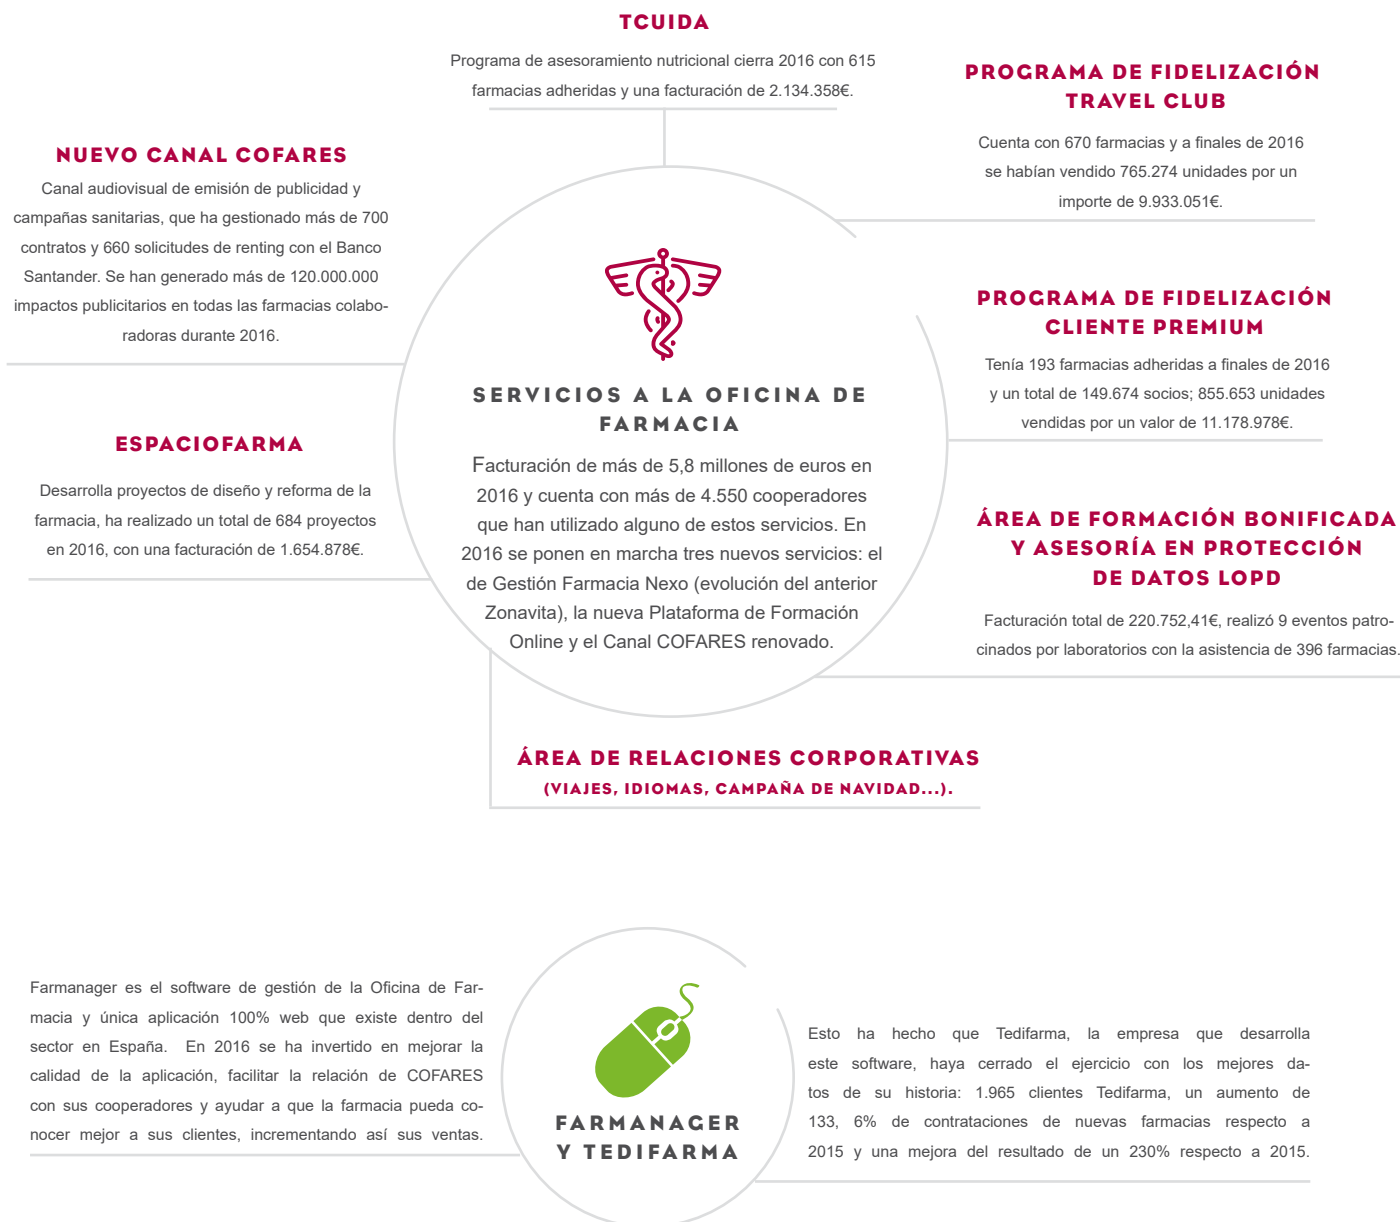 TCUIDA
Programa de asesoramiento nutricional cierra 2016 con 615
farmacias adheridas y una facturación de 2.134.358€.
PROGRAMA DE FIDELIZACIÓN
TRAVEL CLUB
Cuenta con 670 farmacias y a finales de 2016
se habían vendido 765.274 unidades por un
importe de 9.933.051€.
NUEVO CANAL COFARES
Canal audiovisual de emisión de publicidad y
campañas sanitarias, que ha gestionado más de 700
contratos y 660 solicitudes de renting con el Banco
Santander. Se han generado más de 120.000.000
impactos publicitarios en todas las farmacias colabo-
radoras durante 2016.
PROGRAMA DE FIDELIZACIÓN
CLIENTE PREMIUM
Tenía 193 farmacias adheridas a finales de 2016
y un total de 149.674 socios; 855.653 unidades
vendidas por un valor de 11.178.978€.
SERVICIOS A LA OFICINA DE
FARMACIA
Facturación de más de 5,8 millones de euros en
2016 y cuenta con más de 4.550 cooperadores
que han utilizado alguno de estos servicios. En
2016 se ponen en marcha tres nuevos servicios: el
de Gestión Farmacia Nexo (evolución del anterior
Zonavita), la nueva Plataforma de Formación
Online y el Canal COFARES renovado.
ESPACIOFARMA
Desarrolla proyectos de diseño y reforma de la
farmacia, ha realizado un total de 684 proyectos
en 2016, con una facturación de 1.654.878€.
ÁREA DE FORMACIÓN BONIFICADA
Y ASESORÍA EN PROTECCIÓN
DE DATOS LOPD
Facturación total de 220.752,41€, realizó 9 eventos patro-
cinados por laboratorios con la asistencia de 396 farmacias.
ÁREA DE RELACIONES CORPORATIVAS
(VIAJES, IDIOMAS, CAMPAÑA DE NAVIDAD...).
Farmanager es el software de gestión de la Oficina de Far-
macia y única aplicación 100% web que existe dentro del
sector en España. En 2016 se ha invertido en mejorar la
calidad de la aplicación, facilitar la relación de COFARES
con sus cooperadores y ayudar a que la farmacia pueda co-
nocer mejor a sus clientes, incrementando así sus ventas.
FARMANAGER
Y TEDIFARMA
Esto ha hecho que Tedifarma, la empresa que desarrolla
este software, haya cerrado el ejercicio con los mejores da-
tos de su historia: 1.965 clientes Tedifarma, un aumento de
133, 6% de contrataciones de nuevas farmacias respecto a
2015 y una mejora del resultado de un 230% respecto a 2015.